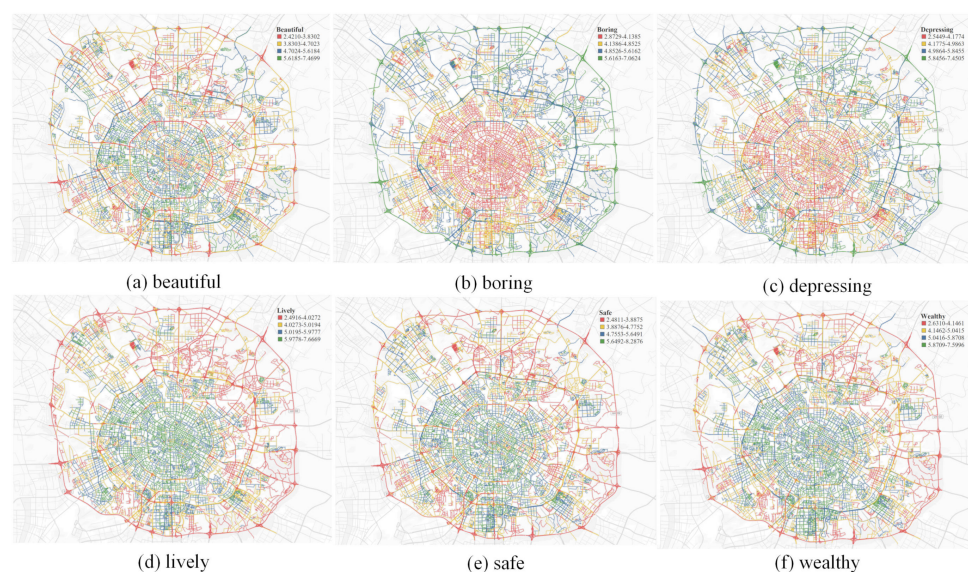 Beautiful
2.4210-3.8302
3.8303-4.7023
4.7024-5.6184
5.6185-7.4699
Boring
2.8729-4.1385
4.1386-4.8525
4.8526-5.6162
5.6163-7.0624
Depressing
2.5449-4.1774
4.1775-4.9863
4.9864-5.8455
5.8456-7.4505
(a) beautiful
(b) boring
(c) depressing
Lively
2.4916-4.0272
4.0273-5.0194
5.0195-5.9777
5.9778-7.6669
Safe
2.4811-3.8875
3.8876-4.7752
4.7553-5.6491
5.6492-8.2876
Wealthy
2.6310-4.1461
4.1462-5.0415
5.0416-5.8708
5.8709-7.5996
(d) lively
(e) safe
(f) wealthy